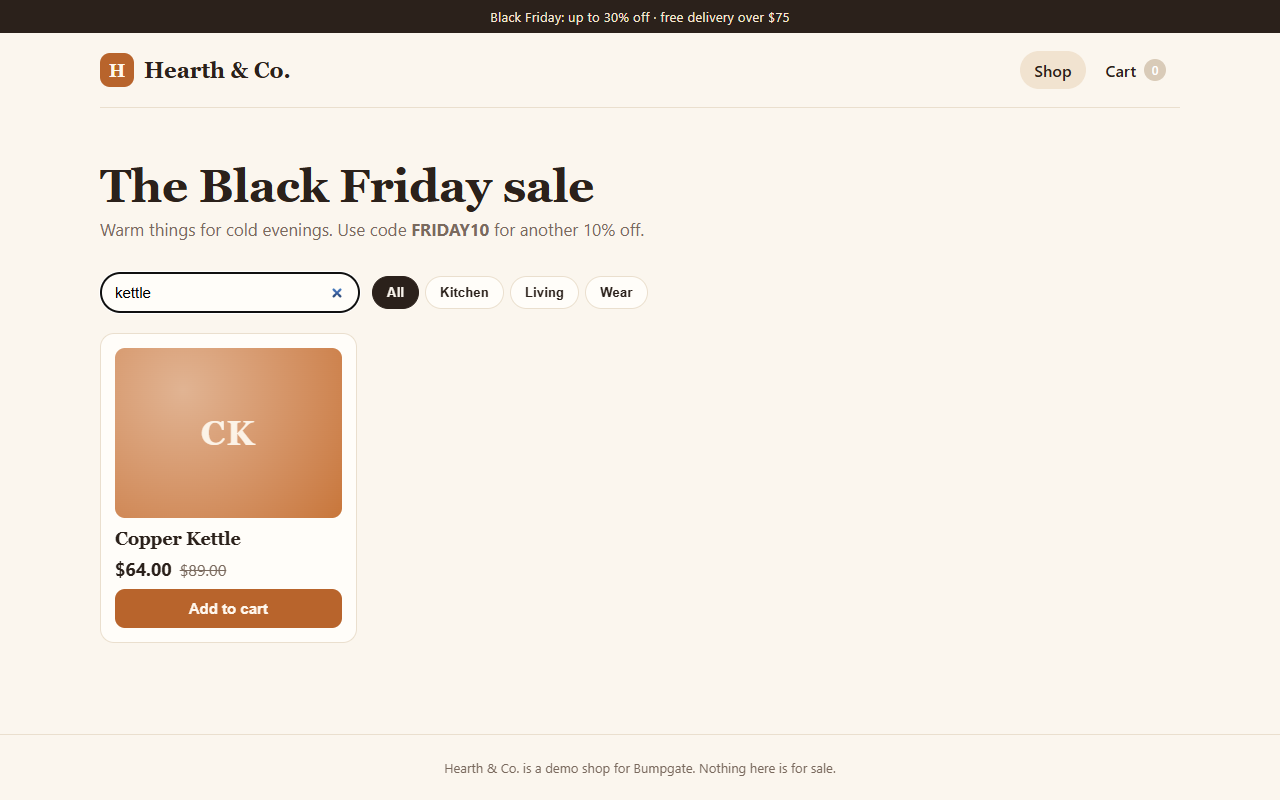 Black Friday: up to 30% off · free delivery over $75
H Hearth & Co.
Shop
Cart 0
The Black Friday sale
Warm things for cold evenings. Use code FRIDAY10 for another 10% off.
kettle ×
All
Kitchen
Living
Wear
CK
Copper Kettle
$64.00 $89.00
Add to cart
Hearth & Co. is a demo shop for Bumpgate. Nothing here is for sale.